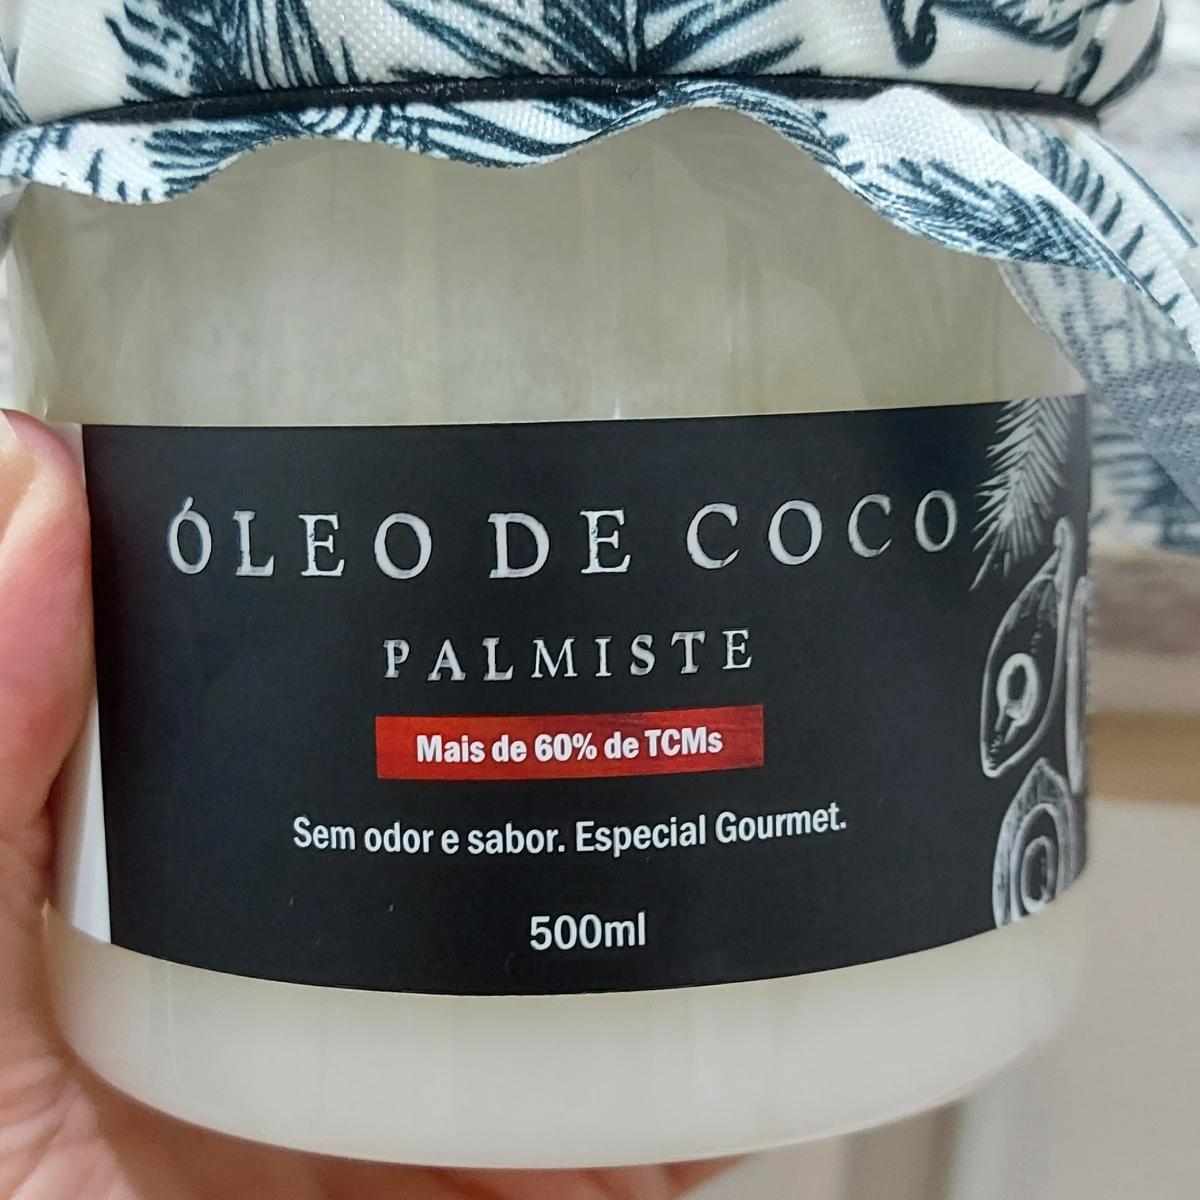 ÓLEO DE COCO
PALMISTE
Mais de 60% de TCMs
Sem odor e sabor. Especial Gourmet.
500ml